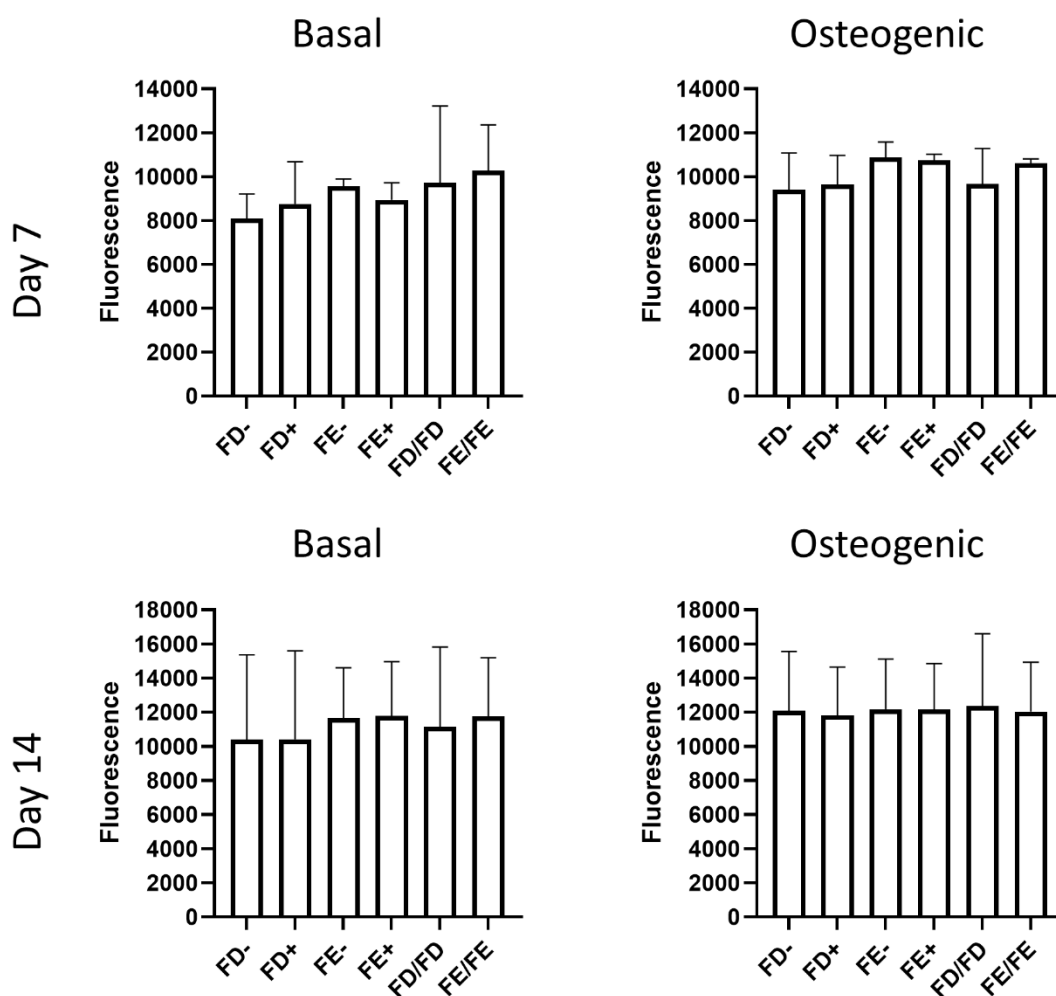 Basal
Osteogenic
Day 7
Fluorescence
14000
12000
10000
8000
6000
4000
2000
0
FD-
FD+
FE-
FE+
FD/FD
FE/FE
Fluorescence
14000
12000
10000
8000
6000
4000
2000
0
FD-
FD+
FE-
FE+
FD/FD
FE/FE
Basal
Osteogenic
Day 14
Fluorescence
18000
16000
14000
12000
10000
8000
6000
4000
2000
0
FD-
FD+
FE-
FE+
FD/FD
FE/FE
Fluorescence
18000
16000
14000
12000
10000
8000
6000
4000
2000
0
FD-
FD+
FE-
FE+
FD/FD
FE/FE